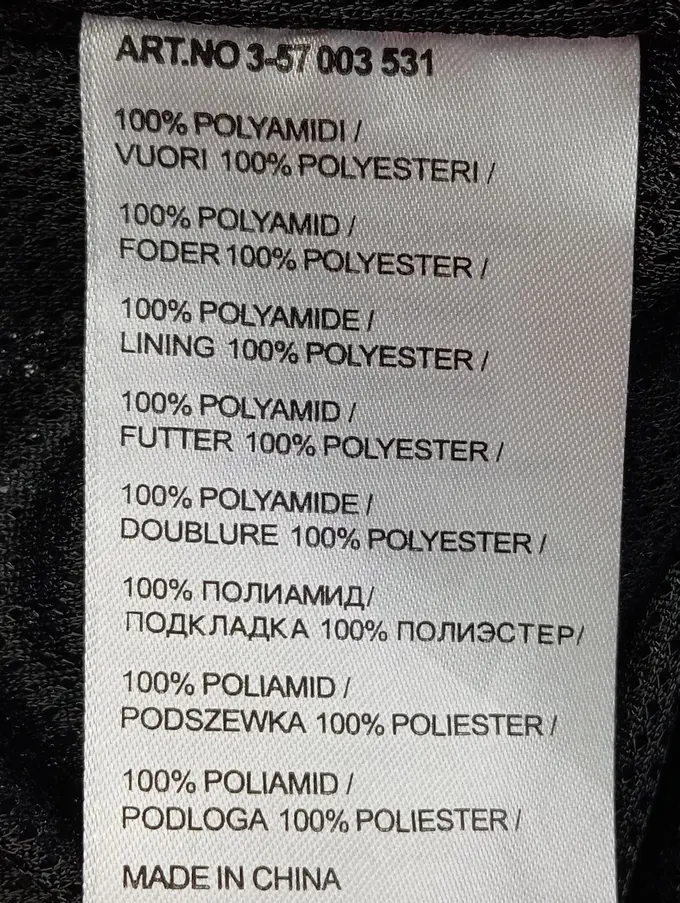 ART.NO 3-57 003 531
100% POLYAMIDI /
VUORI 100% POLYESTERI /
100% POLYAMID /
FODER 100% POLYESTER /
100% POLYAMIDE /
LINING 100% POLYESTER /
100% POLYAMID /
FUTTER 100% POLYESTER /
100% POLYAMIDE /
DOUBLURE 100% POLYESTER /
100% ПОЛИАМИД/
ПОДКЛАДКА 100% ПОЛИЭСТЕР/
100% POLIAMID /
PODSZEWKA 100% POLIESTER /
100% POLIAMID /
PODLOGA 100% POLIESTER /
MADE IN CHINA